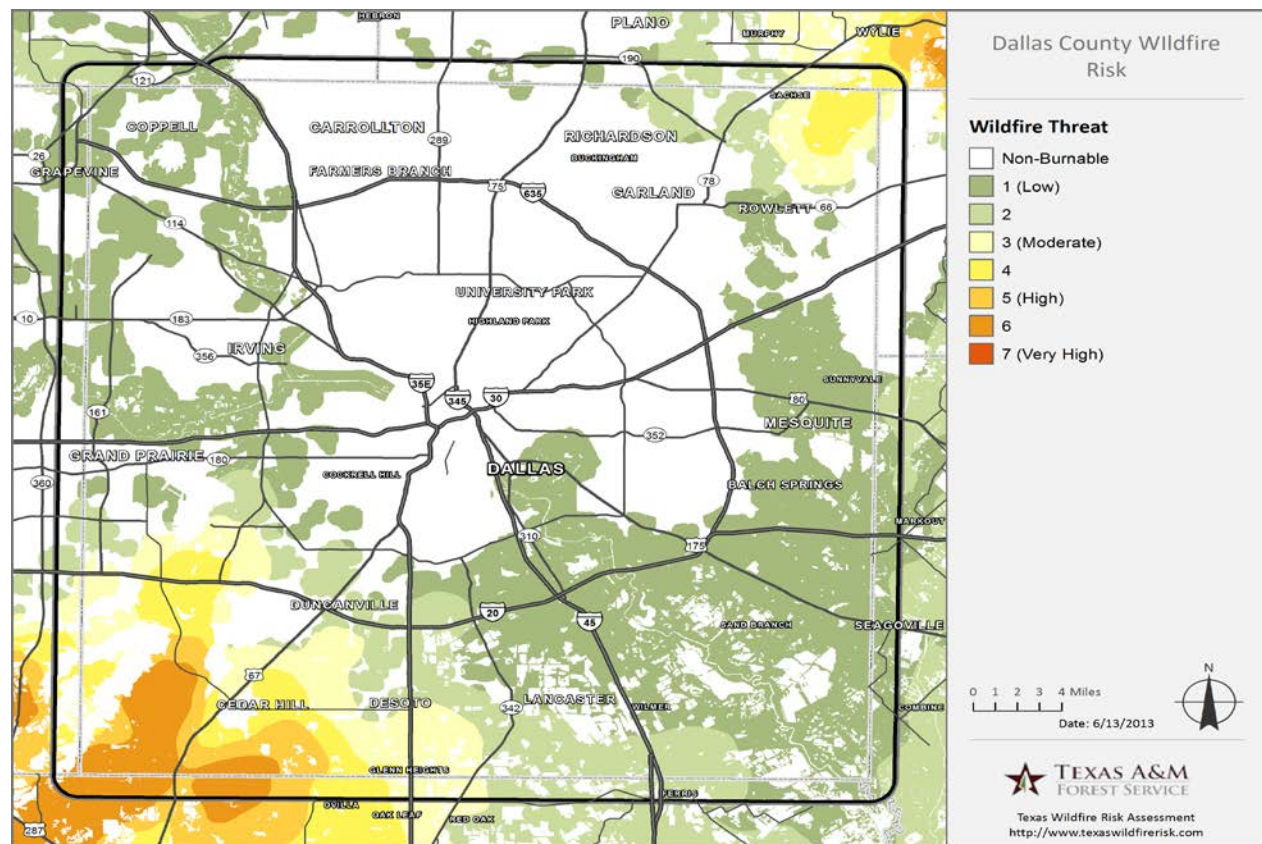 HEBRON
PLANO
MURPHY
WYLIE
190
121
SACHSE
COPPELL
CARROLLTON
RICHARDSON
289
BUCKINGHAM
26
GRAPEVINE
FARMERS BRANCH
75
635
GARLAND
78
ROWLETT
66
114
UNIVERSITY PARK
10
183
HIGHLAND PARK
IRVING
356
35E
SUNNYVALE
345
30
80
161
MESQUITE
352
GRAND PRAIRIE
180
COCKRELL HILL
DALLAS
360
BALCH SPRINGS
MARKOUT
310
175
DUNCANVILLE
20
45
SAND BRANCH
SEAGOVILLE
67
CEDAR HILL
DESOTO
342
LANCASTER
WILMER
COMBINE
GLENN HEIGHTS
FERRIS
OVILLA
OAK LEAF
RED OAK
287
Dallas County WIldfire
Risk
Wildfire Threat
Non-Burnable
1 (Low)
2
3 (Moderate)
4
5 (High)
6
7 (Very High)
N
0 1 2 3 4 Miles
Date: 6/13/2013
TEXAS A&M
FOREST SERVICE
Texas Wildfire Risk Assessment
http://www.texaswildfirerisk.com